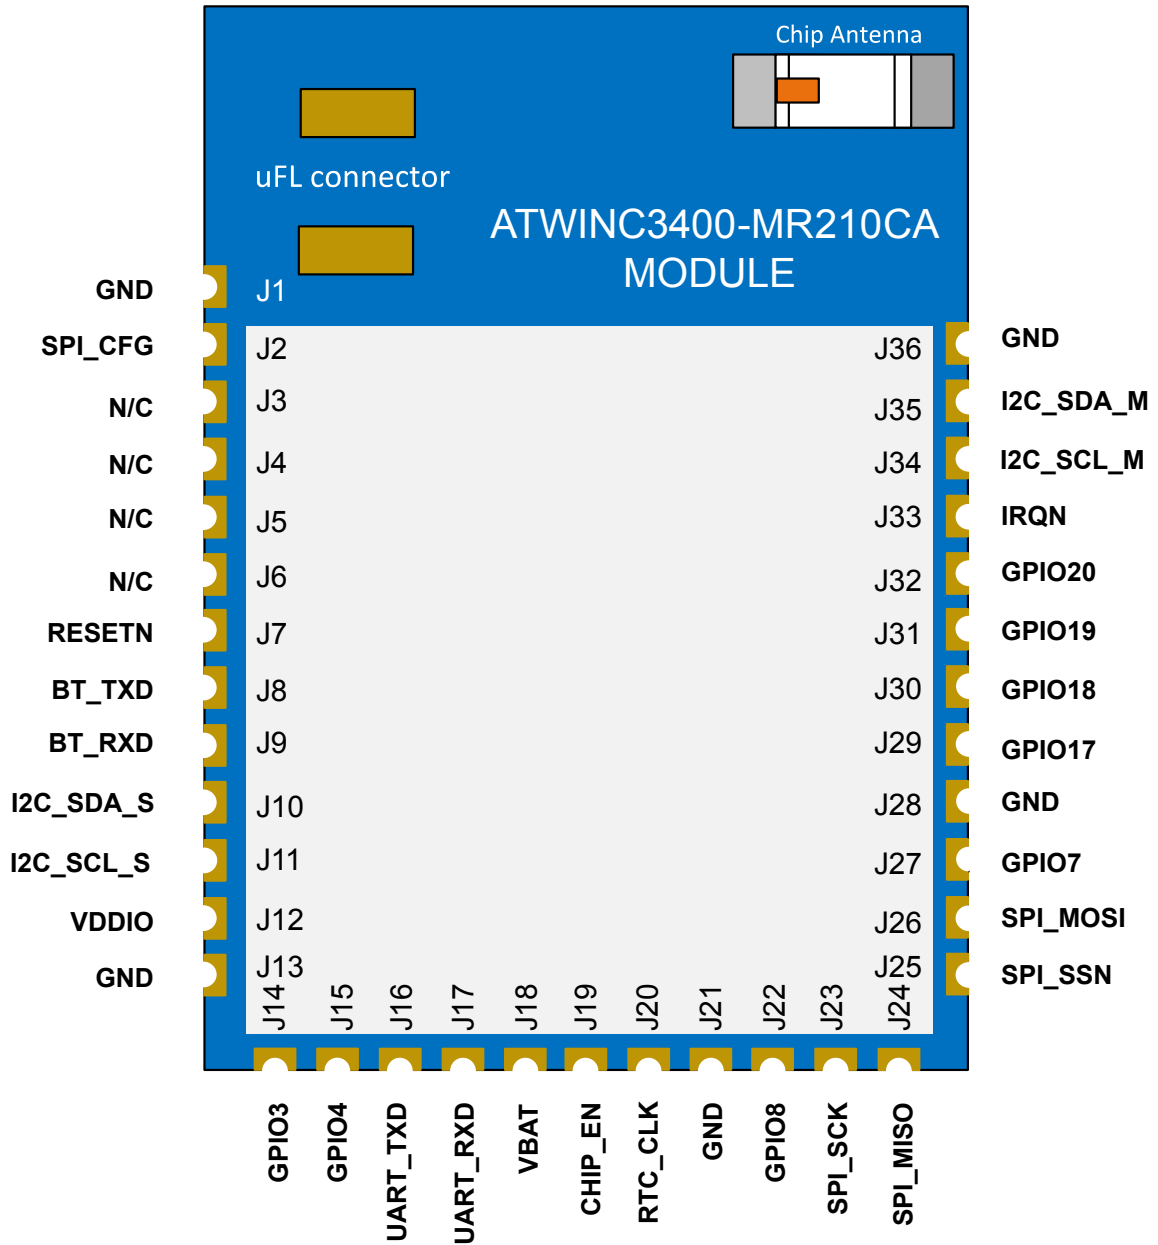 Chip Antenna
uFL connector
ATWINC3400-MR210CA
MODULE
GND J1
SPI_CFG J2
N/C J3
N/C J4
N/C J5
N/C J6
RESETN J7
BT_TXD J8
BT_RXD J9
I2C_SDA_S J10
I2C_SCL_S J11
VDDIO J12
GND J13
J36 GND
J35 I2C_SDA_M
J34 I2C_SCL_M
J33 IRQN
J32 GPIO20
J31 GPIO19
J30 GPIO18
J29 GPIO17
J28 GND
J27 GPIO7
J26 SPI_MOSI
J25 SPI_SSN
J14 GPIO3
J15 GPIO4
J16 UART_TXD
J17 UART_RXD
J18 VBAT
J19 CHIP_EN
J20 RTC_CLK
J21 GND
J22 GPIO8
J23 SPI_SCK
J24 SPI_MISO